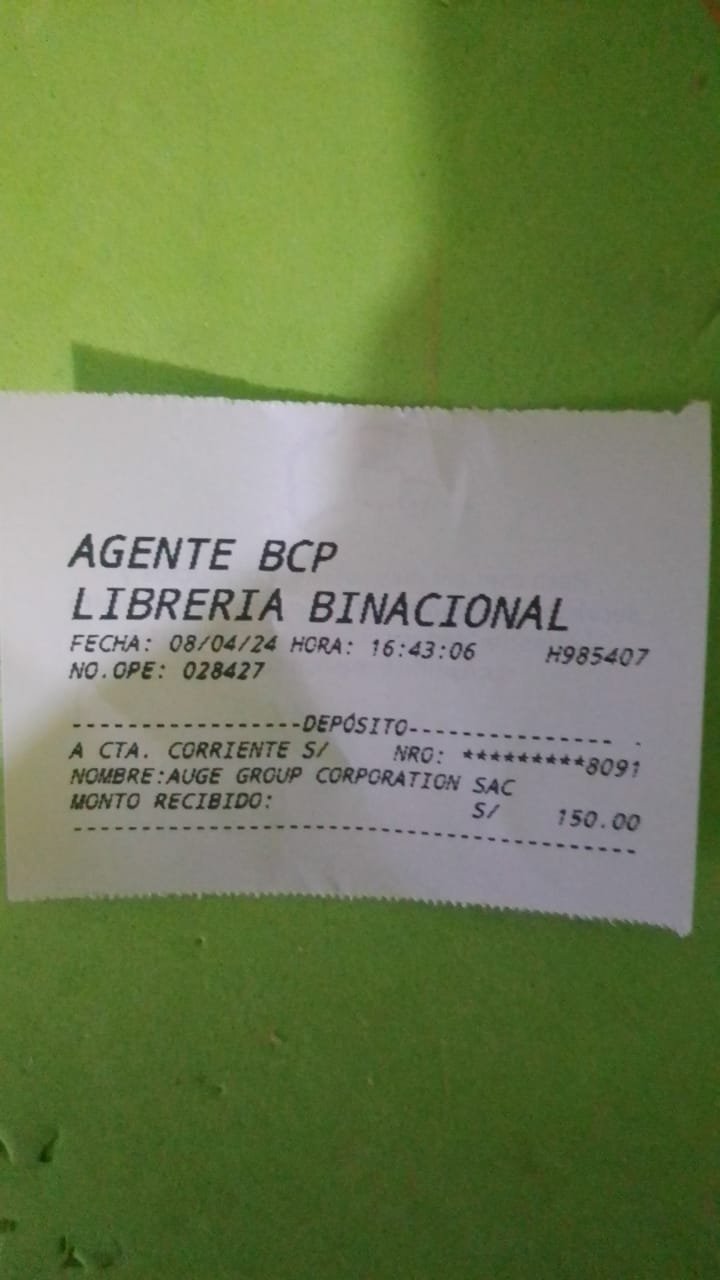 AGENTE BCP
LIBRERIA BINACIONAL
FECHA: 08/04/24 HORA: 16:43:06 H985407
NO.OPE: 028427
-----------------DEPÓSITO---------------
A CTA. CORRIENTE S/ NRO: *********8091
NOMBRE:AUGE GROUP CORPORATION SAC
MONTO RECIBIDO: S/ 150.00
----------------------------------------